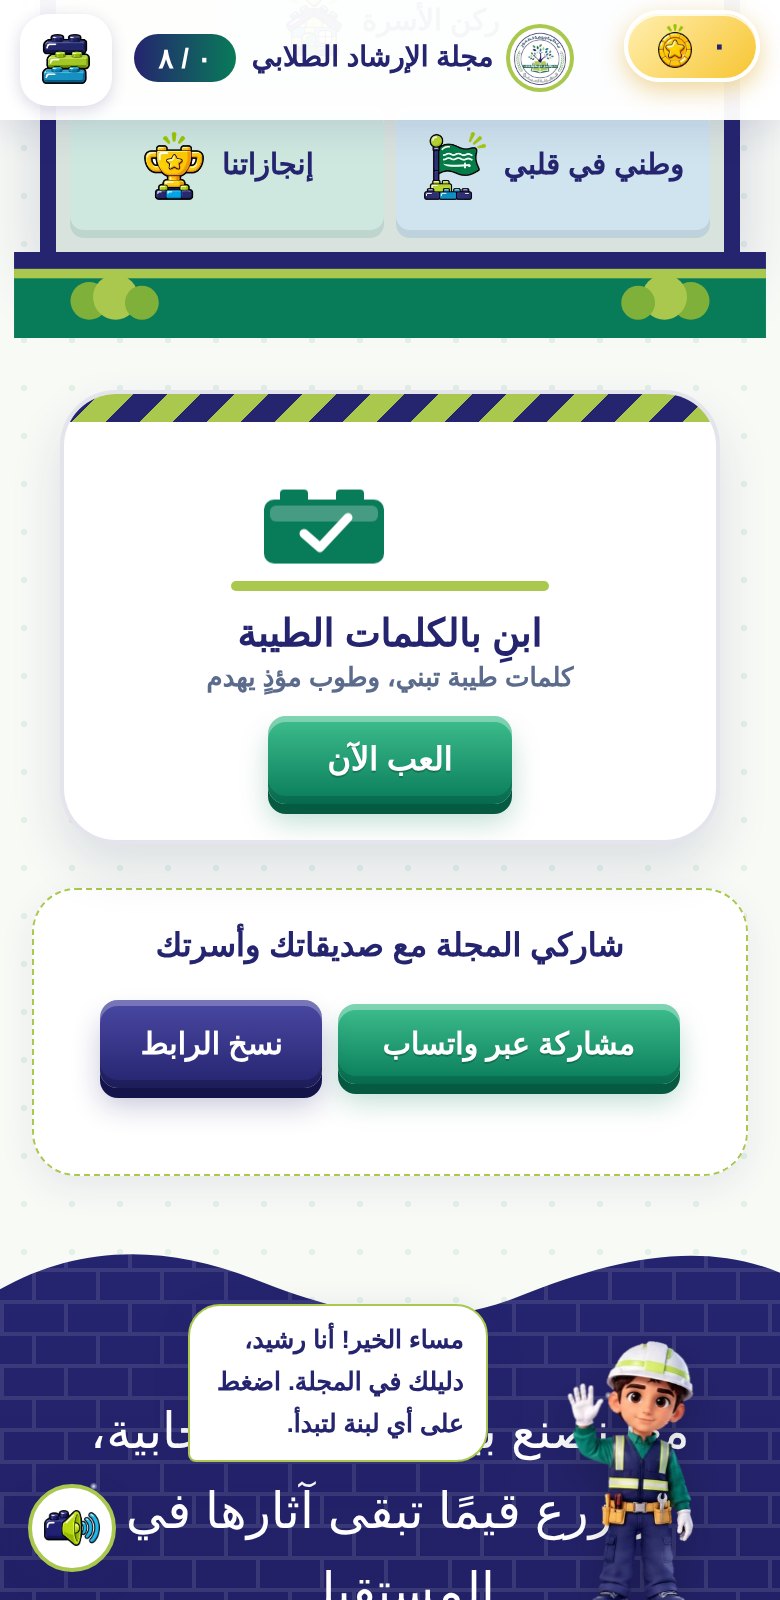 ركن الأسرة
مجلة الإرشاد الطلابي
٠ / ٨
٠
وطني في قلبي
إنجازاتنا
ابنِ بالكلمات الطيبة
كلمات طيبة تبني، وطوب مؤذٍ يهدم
العب الآن
شاركي المجلة مع صديقاتك وأسرتك
مشاركة عبر واتساب
نسخ الرابط
مساء الخير! أنا رشيد،
دليلك في المجلة. اضغط
على أي لبنة لتبدأ.
نصنع
قيمًا تبقى آثارها في
المستقبل